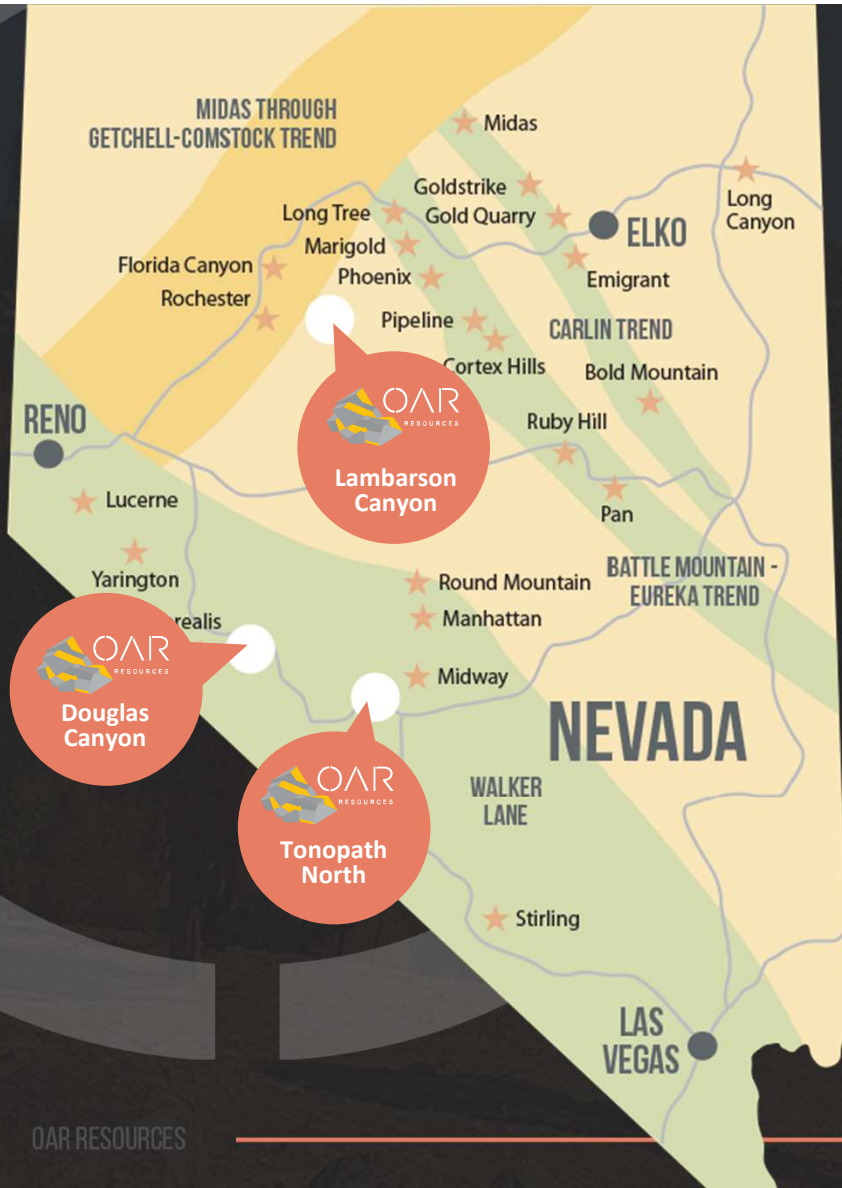 MIDAS THROUGH
GETCHELL-COMSTOCK TREND
Midas
Goldstrike
Gold Quarry
Long
Canyon
ELKO
Long Tree
Marigold
Phoenix
Florida Canyon
Rochester
Emigrant
Pipeline
CARLIN TREND
Cortex Hills
Bold Mountain
OAR
RESOURCES
Lambarson
Canyon
RENO
Ruby Hill
Lucerne
Pan
Yarington
Round Mountain
BATTLE MOUNTAIN -
EUREKA TREND
Manhattan
realis
OAR
RESOURCES
Douglas
Canyon
Midway
NEVADA
OAR
RESOURCES
Tonopath
North
WALKER
LANE
Stirling
LAS
VEGAS
OAR RESOURCES